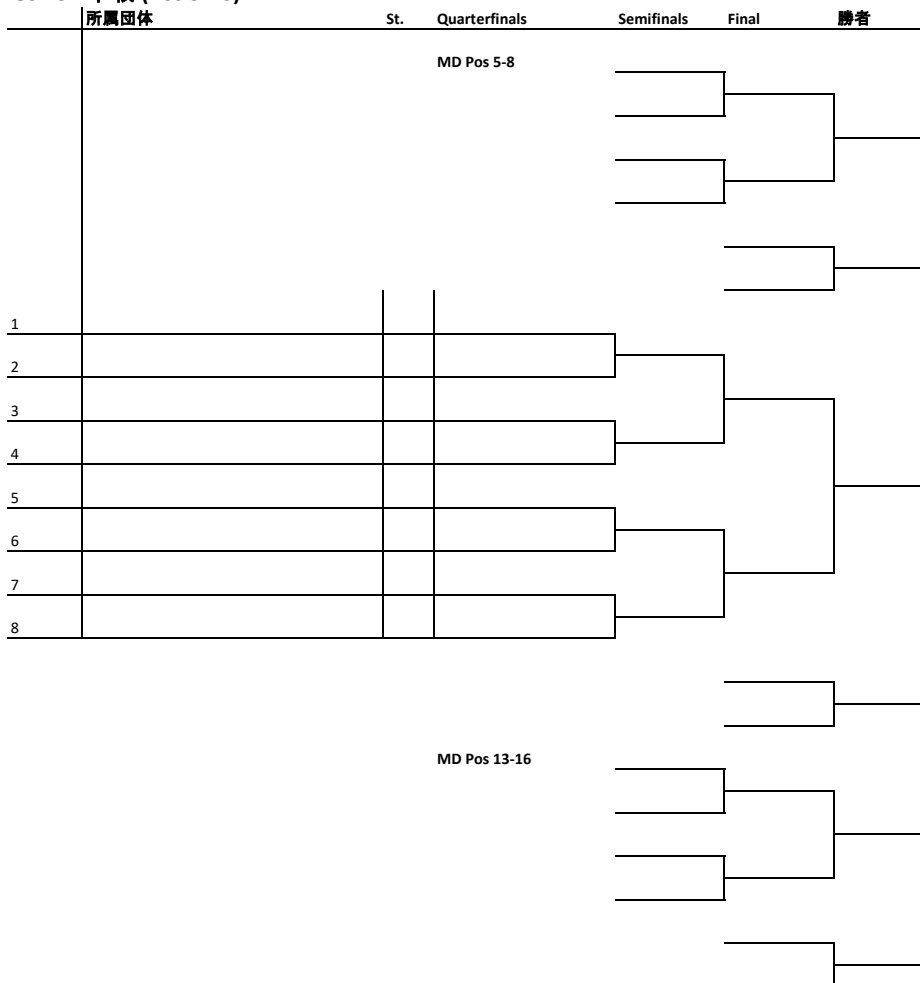 所属団体 St. Quarterfinals Semifinals Final 勝者
MD Pos 5-8
1
2
3
4
5
6
7
8
MD Pos 13-16